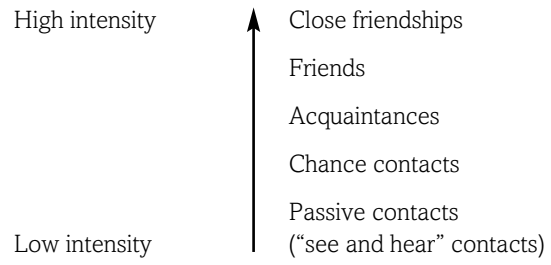 High intensity
Close friendships
Friends
Acquaintances
Chance contacts
Passive contacts
Low intensity
(“see and hear” contacts)